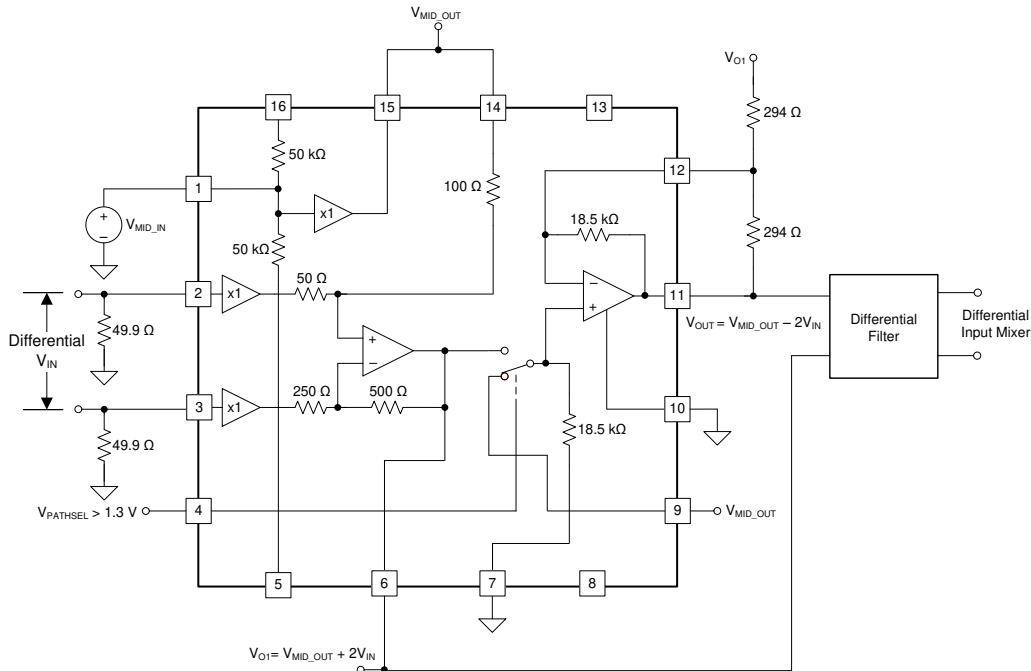 V_MID_OUT
V_O1
294 Ω
16
15
14
13
50 kΩ
100 Ω
12
1
x1
18.5 kΩ
V_MID_IN
+
−
50 kΩ
294 Ω
50 Ω
2
x1
−
+
11
V_OUT = V_MID_OUT − 2V_IN
Differential
Filter
Differential
Input Mixer
Differential
V_IN
49.9 Ω
+
−
250 Ω
500 Ω
3
x1
10
18.5 kΩ
49.9 Ω
V_PATHSEL > 1.3 V
4
9
V_MID_OUT
5
6
7
8
V_O1 = V_MID_OUT + 2V_IN